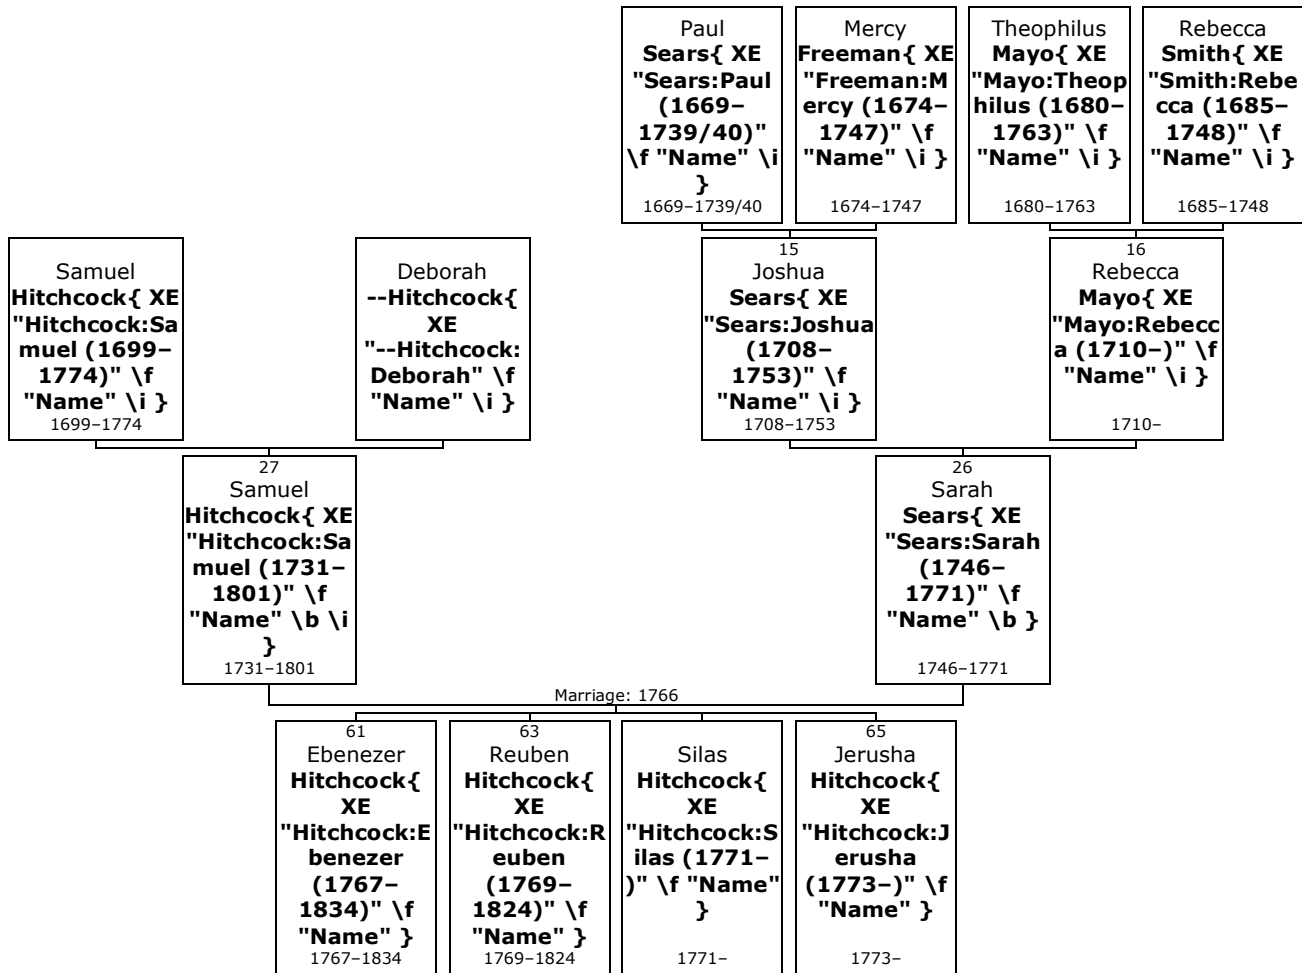 Paul
Sears{ XE
"Sears:Paul
(1669–
1739/40)"
\f "Name" \i
}
1669–1739/40
Mercy
Freeman{ XE
"Freeman:M
ercy (1674–
1747)" \f
"Name" \i }
1674–1747
Theophilus
Mayo{ XE
"Mayo:Theop
hilus (1680–
1763)" \f
"Name" \i }
1680–1763
Rebecca
Smith{ XE
"Smith:Rebe
cca (1685–
1748)" \f
"Name" \i }
1685–1748
Samuel
Hitchcock{ XE
"Hitchcock:Sa
muel (1699–
1774)" \f
"Name" \i }
1699–1774
Deborah
--Hitchcock{
XE
"--Hitchcock:
Deborah" \f
"Name" \i }
15
Joshua
Sears{ XE
"Sears:Joshua
(1708–
1753)" \f
"Name" \i }
1708–1753
16
Rebecca
Mayo{ XE
"Mayo:Rebecc
a (1710–)" \f
"Name" \i }
1710–
27
Samuel
Hitchcock{ XE
"Hitchcock:Sa
muel (1731–
1801)" \f
"Name" \b \i
}
1731–1801
26
Sarah
Sears{ XE
"Sears:Sarah
(1746–
1771)" \f
"Name" \b }
1746–1771
Marriage: 1766
61
Ebenezer
Hitchcock{
XE
"Hitchcock:E
benezer
(1767–
1834)" \f
"Name" }
1767–1834
63
Reuben
Hitchcock{
XE
"Hitchcock:R
euben
(1769–
1824)" \f
"Name" }
1769–1824
Silas
Hitchcock{
XE
"Hitchcock:S
ilas (1771–
)" \f "Name"
}
1771–
65
Jerusha
Hitchcock{
XE
"Hitchcock:J
erusha
(1773–)" \f
"Name" }
1773–